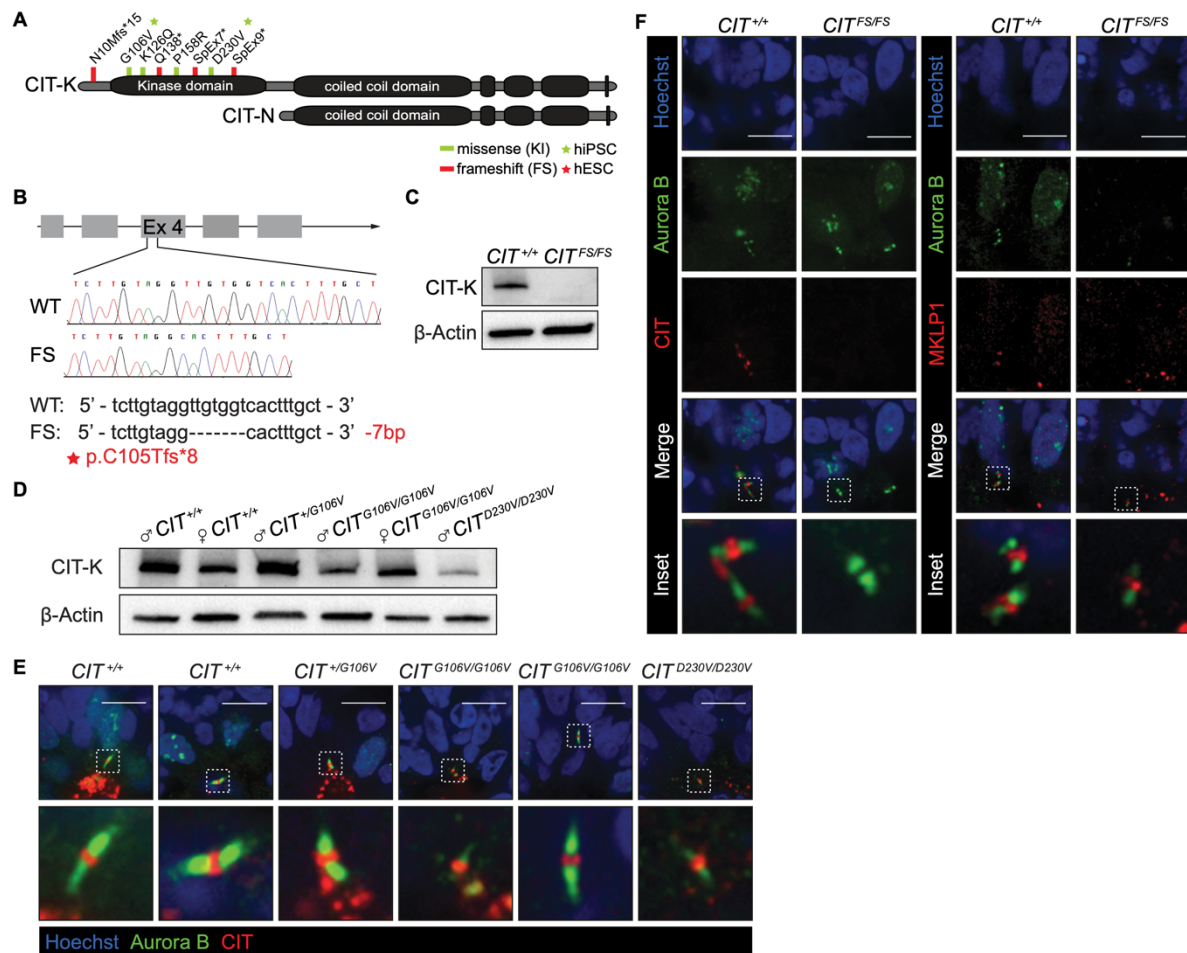 A
N10Mfs*15
G106V
K126Q
Q138*
P158R
SpEx7*
D230V
SpEx9*
CIT-K
Kinase domain
coiled coil domain
CIT-N
coiled coil domain
missense (KI)
hiPSC
frameshift (FS)
hESC
B
Ex 4
T C T T G T A G G T T G T G G T C A C T T T G C T
WT
T C T T G T A G G C A C T T T G C T
FS
WT: 5’ - tcttgtaggttgtggtcactttgct - 3’
FS: 5’ - tcttgtagg-------cactttgct - 3’ -7bp
p.C105Tfs*8
C
CIT+/+ CITFS/FS
CIT-K
β-Actin
D
♂ CIT+/+
♀ CIT+/+
♂ CIT+/G106V
♂ CITG106V/G106V
♀ CITG106V/G106V
♂ CITD230V/D230V
CIT-K
β-Actin
E
CIT+/+ CIT+/+ CIT+/G106V CITG106V/G106V CITG106V/G106V CITD230V/D230V
Hoechst Aurora B CIT
F
CIT+/+ CITFS/FS CIT+/+ CITFS/FS
Hoechst
Aurora B
CIT
Merge
Inset
Hoechst
Aurora B
MKLP1
Merge
Inset